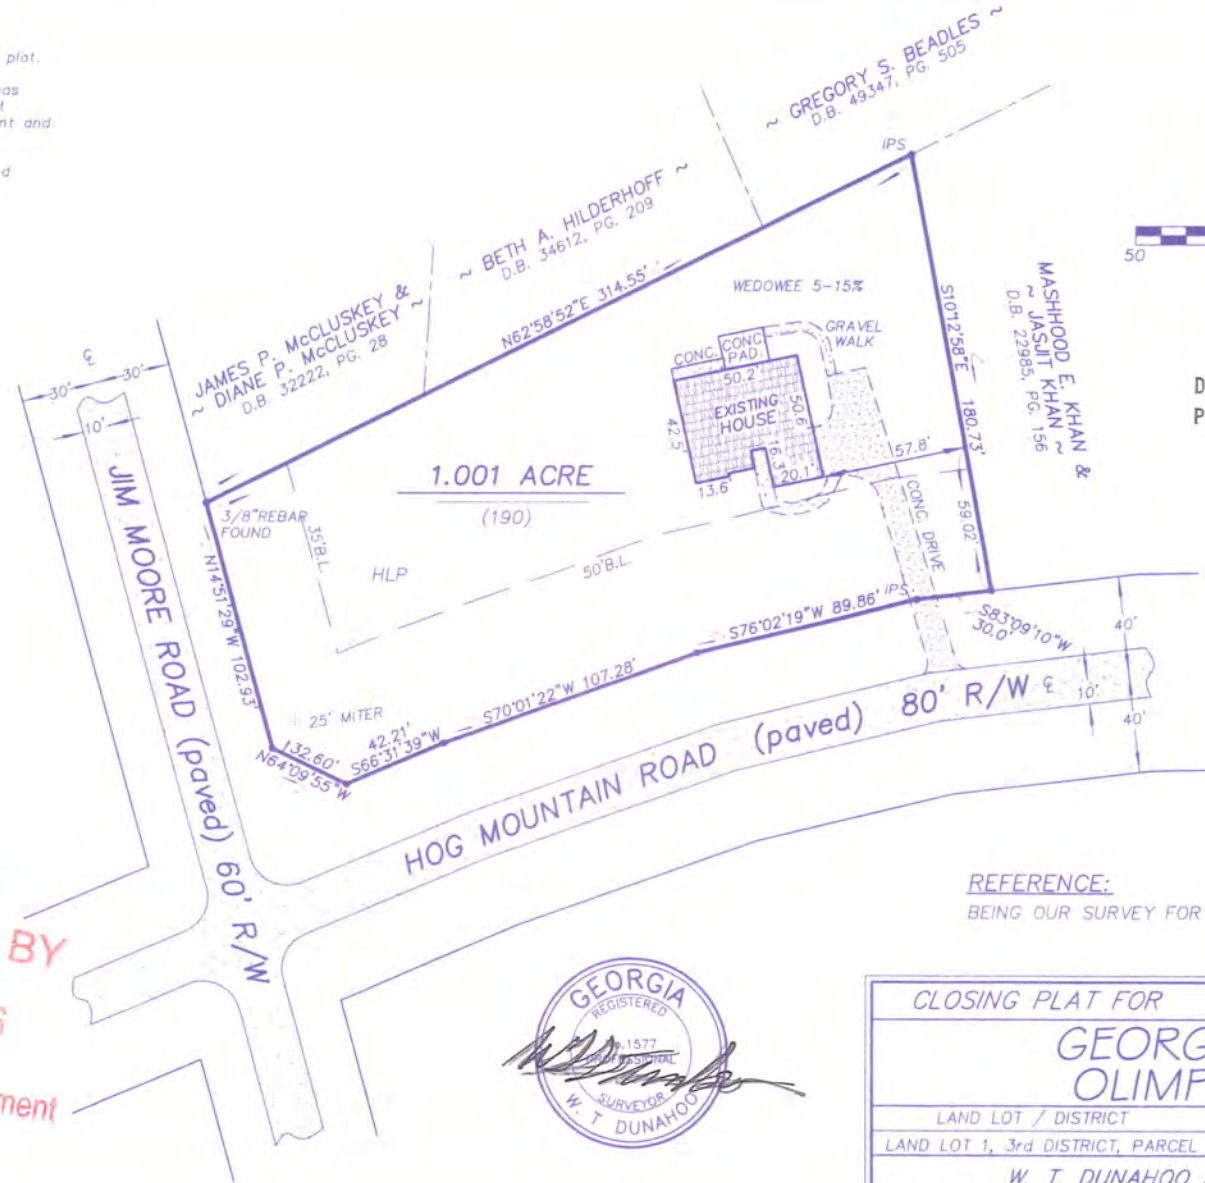 plat.
nt and
~ GREGORY S. BEADLES ~
D.B. 49347, PG. 505
IPS
~ BETH A. HILDERHOFF ~
D.B. 34612, PG. 209
JAMES P. McCLUSKEY &
~ DIANE P. McCLUSKEY ~
D.B. 32222, PG. 28
N62°58'52"E 314.55'
WEDOWEE 5-15%
50
MASHHOOD E. KHAN &
~ JASJIT KHAN ~
D.B. 22985, PG. 156
S10°12'58"E 180.73'
GRAVEL
WALK
CONC.
CONC
PAD
50.2'
EXISTING
HOUSE
50.6'
42.5'
16.3'
13.6'
20.1'
57.8'
59.02'
CONC. DRIVE
D
P
℄
30'
30'
10'
1.001 ACRE
(190)
3/8"REBAR
FOUND
35'B.L.
HLP
50'B.L.
N14°51'29"W 102.93'
JIM MOORE ROAD (paved) 60' R/W
25' MITER
32.60'
N64°09'55"W
42.21'
S66°31'39"W
S70°01'22"W 107.28'
S76°02'19"W 89.86'
IPS
S83°09'10"W
30.0'
40'
10'
40'
HOG MOUNTAIN ROAD (paved) 80' R/W ℄
REFERENCE:
BEING OUR SURVEY FOR
BY
ment
GEORGIA
REGISTERED
.1577
PROFESSIONAL
SURVEYOR
W. T DUNAHOO
CLOSING PLAT FOR
GEORG
OLIMP
LAND LOT / DISTRICT
LAND LOT 1, 3rd DISTRICT, PARCEL
W. T. DUNAHOO